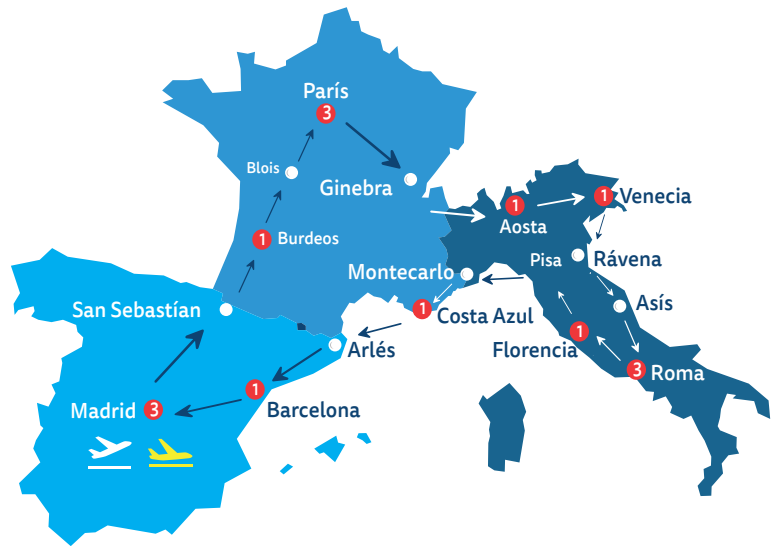 París
3
Blois
Ginebra
1
Venecia
1
Aosta
1
Burdeos
Pisa
Rávena
Montecarlo
San Sebastían
Asís
1
Costa Azul
1
Florencia
Arlés
3
Roma
1
Madrid
3
Barcelona